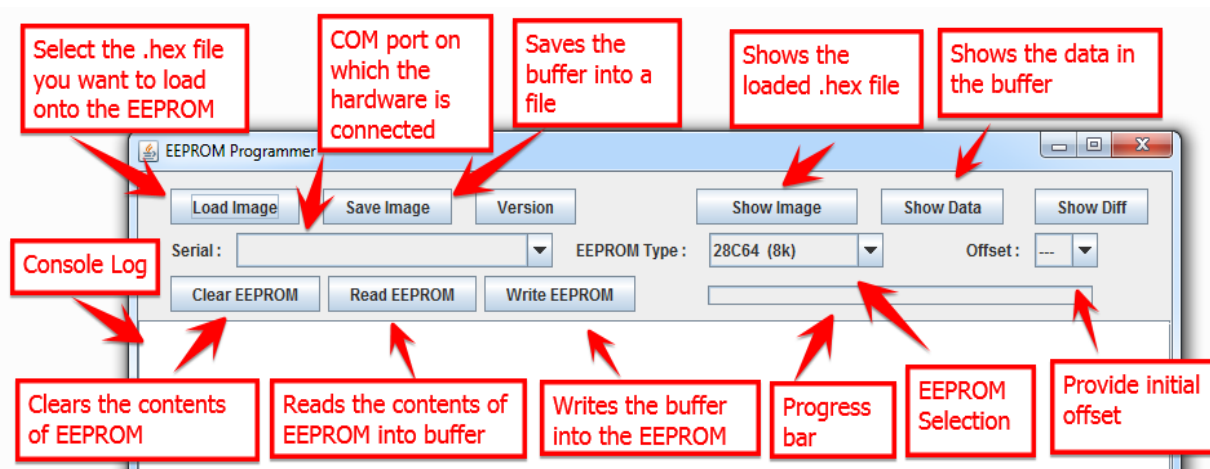 Select the .hex file
you want to load
onto the EEPROM
COM port on
which the
hardware is
connected
Saves the
buffer into a
file
Shows the
loaded .hex file
Shows the data in
the buffer
EEPROM Programmer
Load Image Save Image Version Show Image Show Data Show Diff
Serial : EEPROM Type : 28C64 (8k) Offset : ---
Console Log
Clear EEPROM Read EEPROM Write EEPROM
Clears the contents
of EEPROM
Reads the contents of
EEPROM into buffer
Writes the buffer
into the EEPROM
Progress
bar
EEPROM
Selection
Provide initial
offset